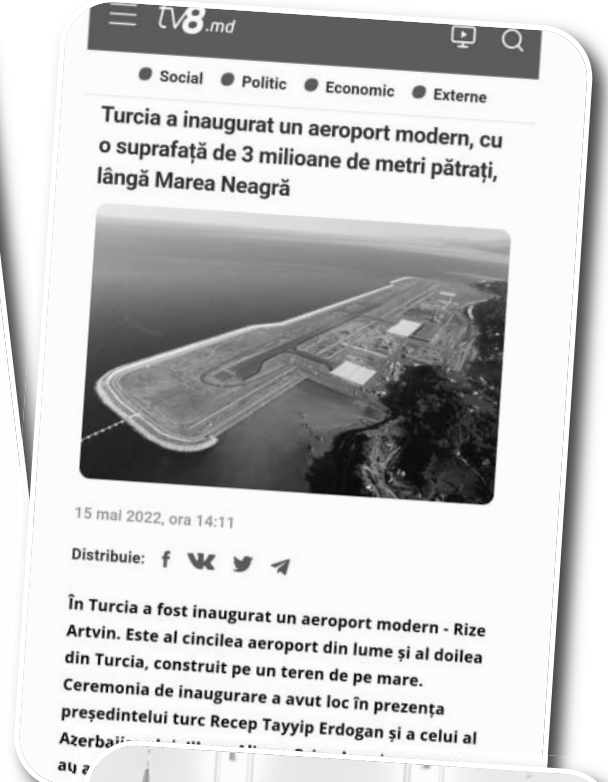 tv8.md
Social Politic Economic Externe
Turcia a inaugurat un aeroport modern, cu
o suprafață de 3 milioane de metri pătrați,
lângă Marea Neagră
15 mai 2022, ora 14:11
Distribuie:
În Turcia a fost inaugurat un aeroport modern - Rize
Artvin. Este al cincilea aeroport din lume și al doilea
din Turcia, construit pe un teren de pe mare.
Ceremonia de inaugurare a avut loc în prezența
președintelui turc Recep Tayyip Erdogan și a celui al
au